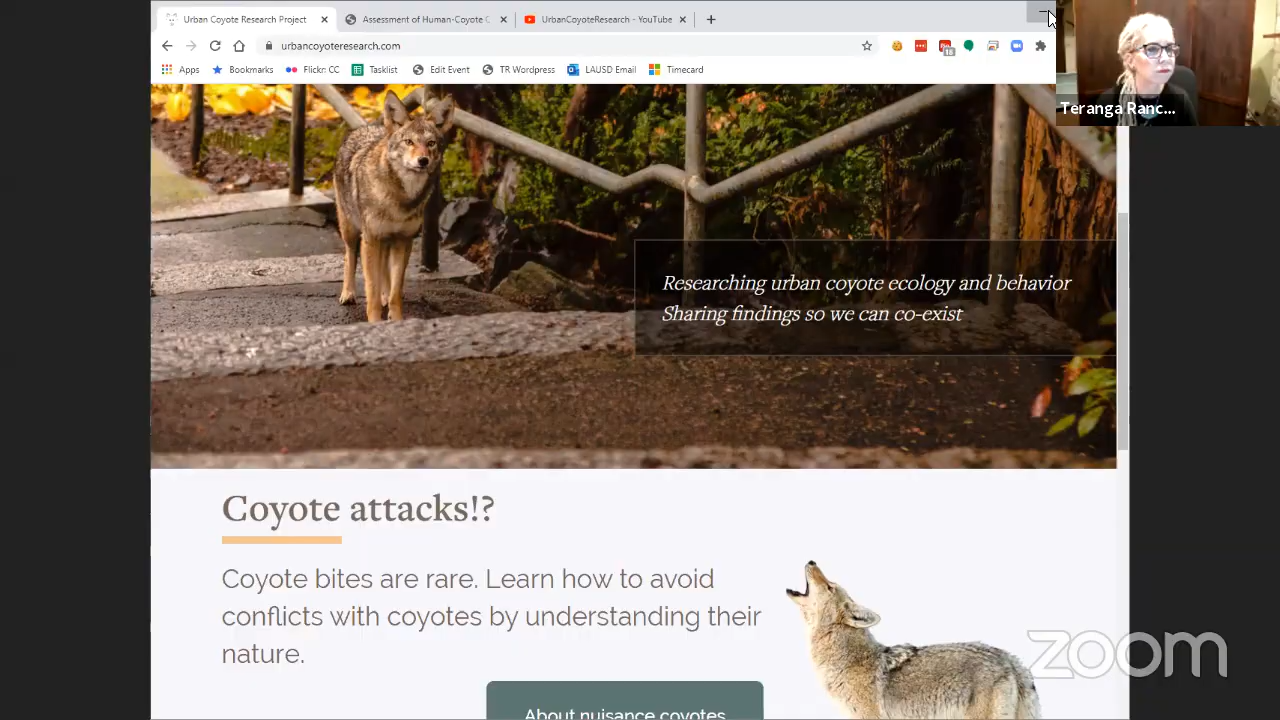 Urban Coyote Research Project
Assessment of Human-Coyote C
UrbanCoyoteResearch - YouTube
urbancoyoteresearch.com
15
Apps
Bookmarks
Flickr: CC
Tasklist
Edit Event
TR Wordpress
LAUSD Email
Timecard
Teranga Ranc...
Researching urban coyote ecology and behavior
Sharing findings so we can co-exist
Coyote attacks!?
Coyote bites are rare. Learn how to avoid
conflicts with coyotes by understanding their
nature.
About nuisance coyotes
zoom